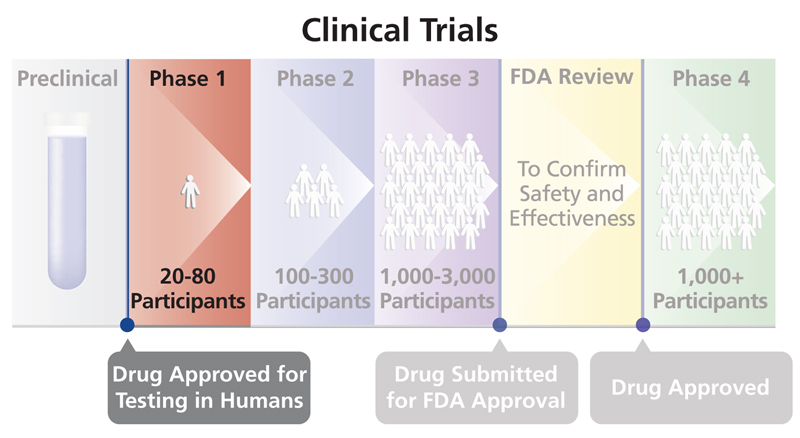 Clinical Trials
Preclinical
Phase 1
Phase 2
Phase 3
FDA Review
Phase 4
To Confirm
Safety and
Effectiveness
20-80
Participants
100-300
Participants
1,000-3,000
Participants
1,000+
Participants
Drug Approved for
Testing in Humans
Drug Submitted
for FDA Approval
Drug Approved